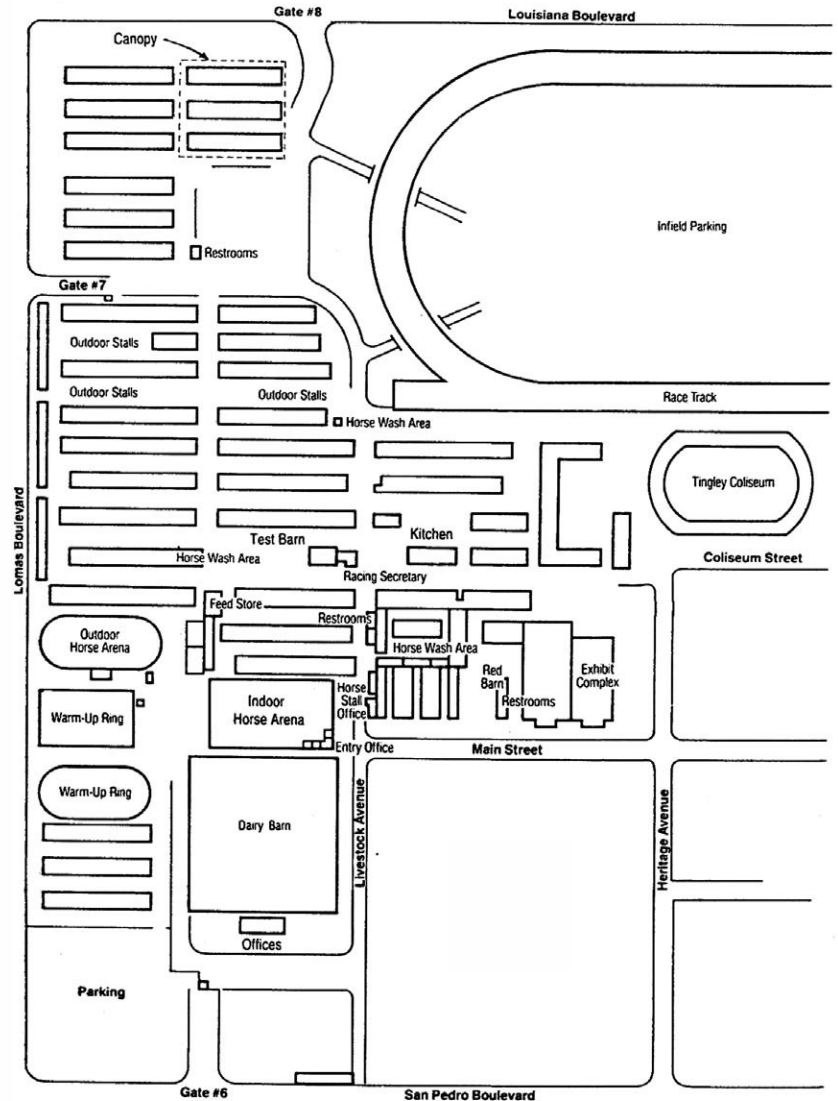 Gate #8
Louisiana Boulevard
Canopy
Infield Parking
Restrooms
Gate #7
Outdoor Stalls
Outdoor Stalls
Outdoor Stalls
Race Track
Horse Wash Area
Tingley Coliseum
Lomas Boulevard
Test Barn
Kitchen
Horse Wash Area
Coliseum Street
Racing Secretary
Feed Store
Restrooms
Outdoor
Horse Arena
Horse Wash Area
Red
Barn
Exhibit
Complex
Restrooms
Horse
Stall
Office
Indoor
Horse Arena
Warm-Up Ring
Entry Office
Main Street
Warm-Up Ring
Dairy Barn
Livestock Avenue
Heritage Avenue
Offices
Parking
Gate #6
San Pedro Boulevard